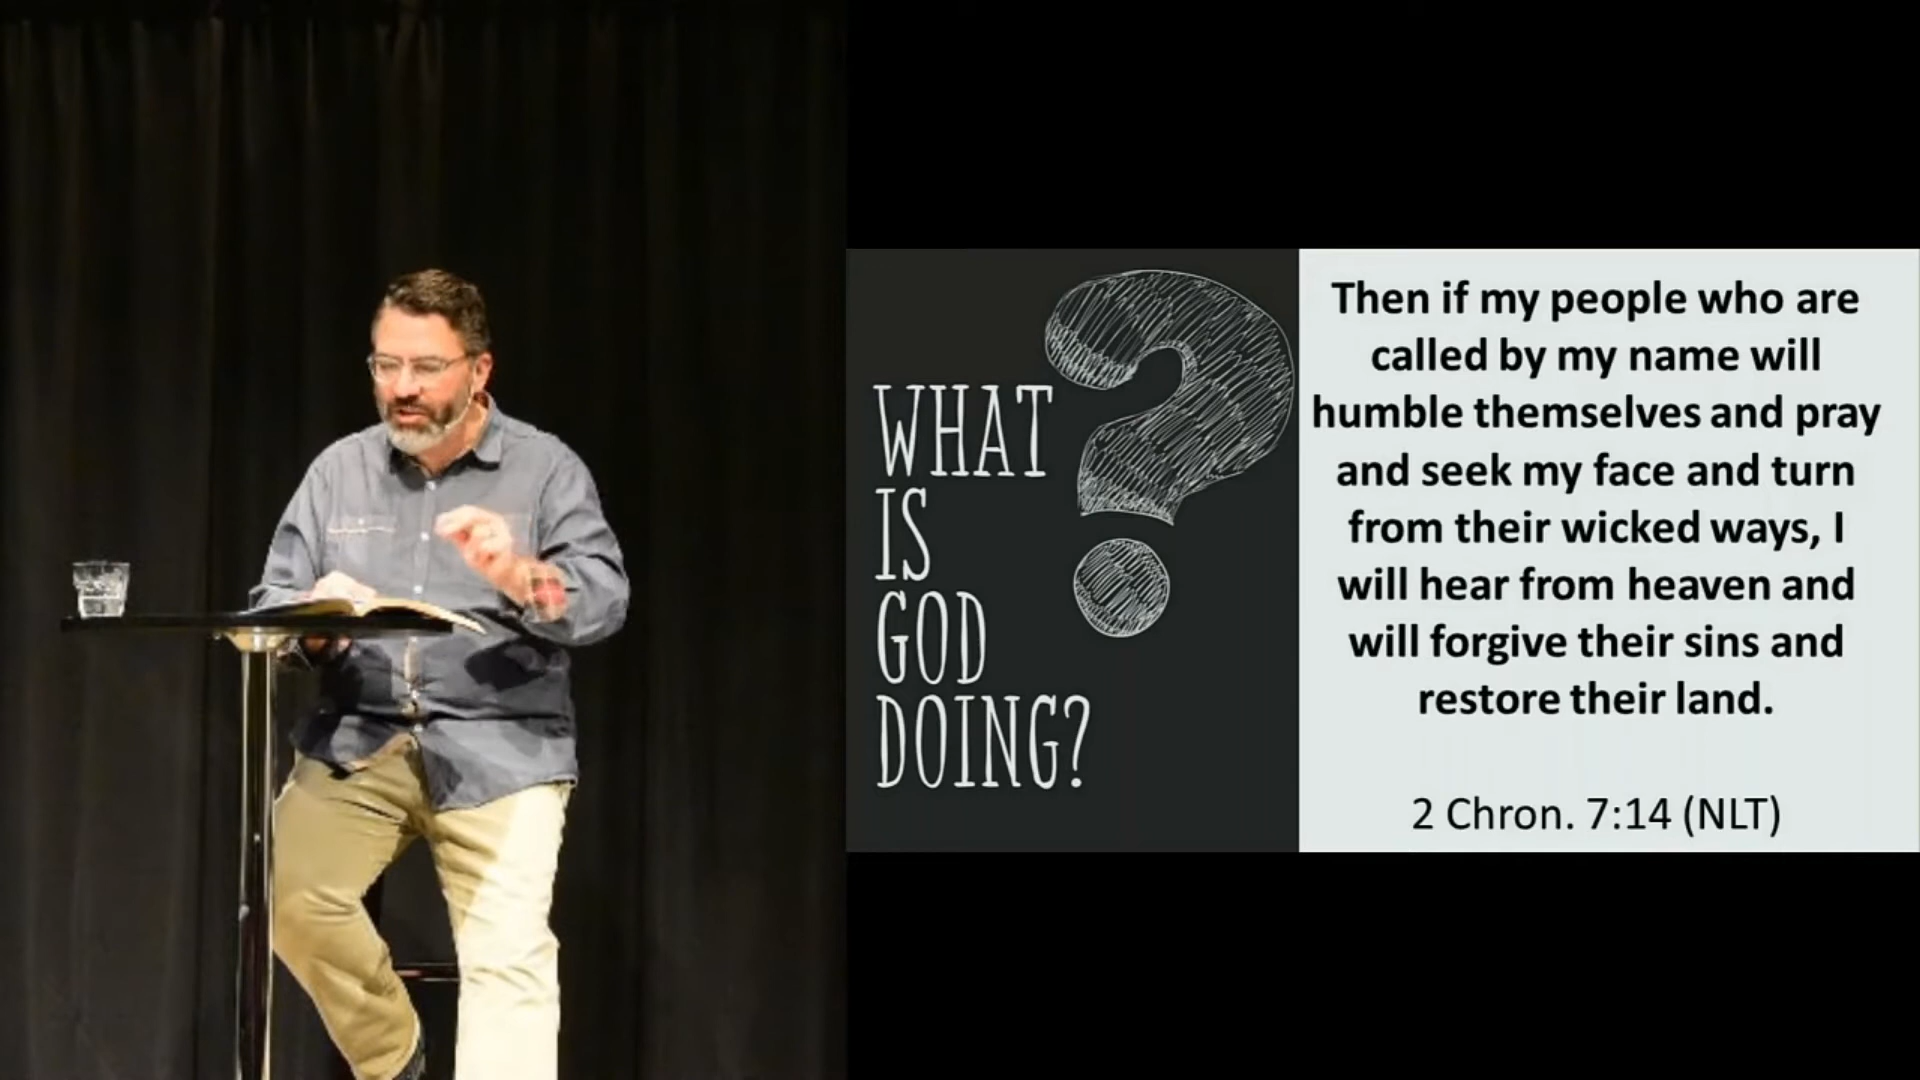 WHAT
IS
GOD
DOING?
Then if my people who are
called by my name will
humble themselves and pray
and seek my face and turn
from their wicked ways, I
will hear from heaven and
will forgive their sins and
restore their land.
2 Chron. 7:14 (NLT)